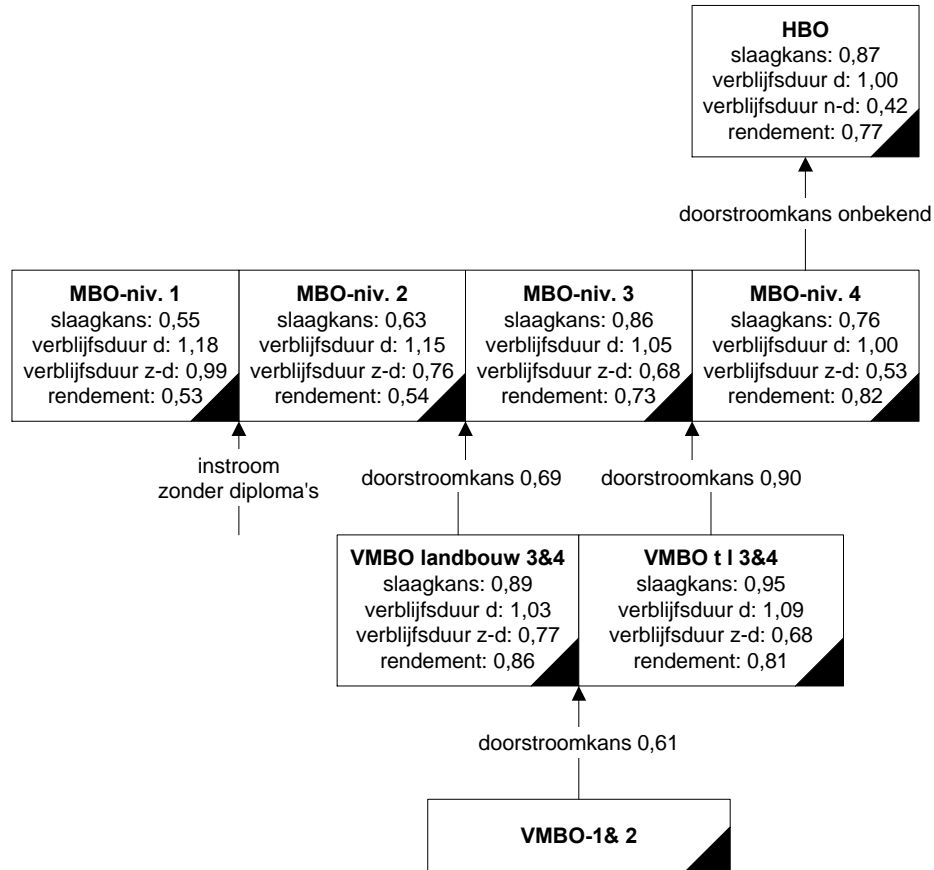 HBO
slaagkans: 0,87
verblijfsduur d: 1,00
verblijfsduur n-d: 0,42
rendement: 0,77
doorstroomkans onbekend
MBO-niv. 1
slaagkans: 0,55
verblijfsduur d: 1,18
verblijfsduur z-d: 0,99
rendement: 0,53
MBO-niv. 2
slaagkans: 0,63
verblijfsduur d: 1,15
verblijfsduur z-d: 0,76
rendement: 0,54
MBO-niv. 3
slaagkans: 0,86
verblijfsduur d: 1,05
verblijfsduur z-d: 0,68
rendement: 0,73
MBO-niv. 4
slaagkans: 0,76
verblijfsduur d: 1,00
verblijfsduur z-d: 0,53
rendement: 0,82
instroom
zonder diploma's
doorstroomkans 0,69
doorstroomkans 0,90
VMBO landbouw 3&4
slaagkans: 0,89
verblijfsduur d: 1,03
verblijfsduur z-d: 0,77
rendement: 0,86
VMBO t l 3&4
slaagkans: 0,95
verblijfsduur d: 1,09
verblijfsduur z-d: 0,68
rendement: 0,81
doorstroomkans 0,61
VMBO-1& 2